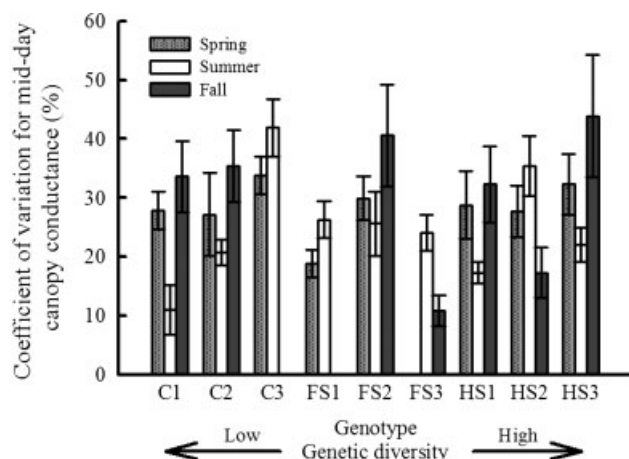 Coefficient of variation for mid-day
canopy conductance (%)
60
50
40
30
20
10
0
Spring
Summer
Fall
C1 C2 C3 FS1 FS2 FS3 HS1 HS2 HS3
Low Genotype High
Genetic diversity